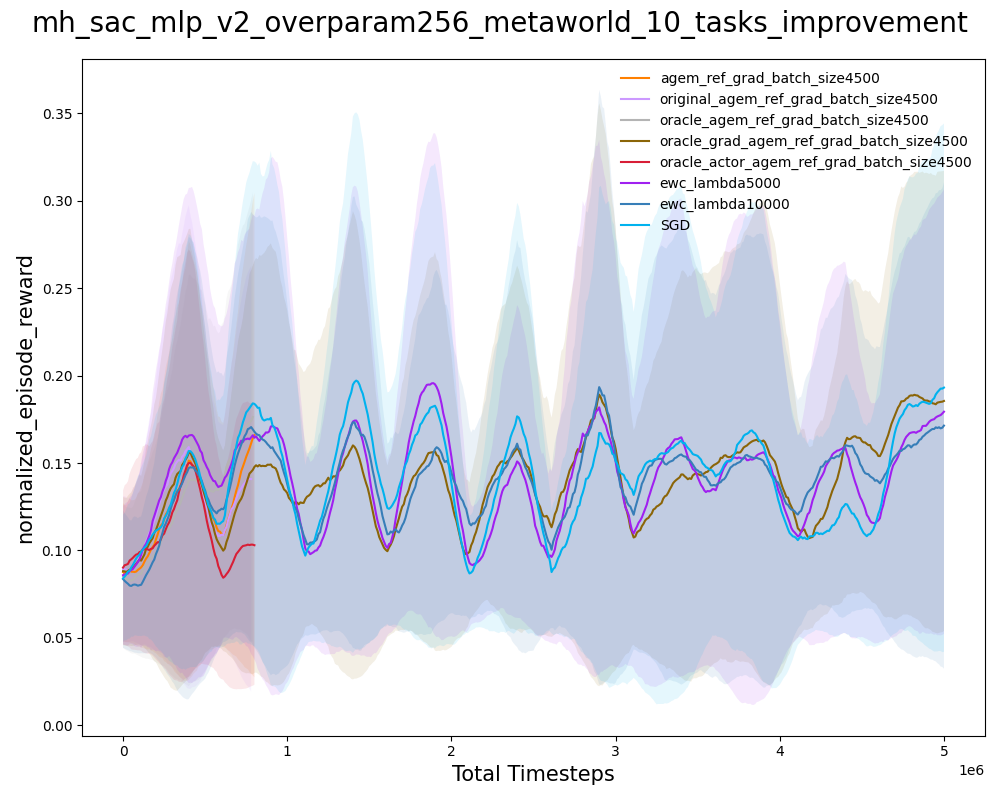 mh_sac_mlp_v2_overparam256_metaworld_10_tasks_improvement
agem_ref_grad_batch_size4500
original_agem_ref_grad_batch_size4500
oracle_agem_ref_grad_batch_size4500
oracle_grad_agem_ref_grad_batch_size4500
oracle_actor_agem_ref_grad_batch_size4500
ewc_lambda5000
ewc_lambda10000
SGD
normalized_episode_reward
0.35
0.30
0.25
0.20
0.15
0.10
0.05
0.00
0 1 2 3 4 5
1e6
Total Timesteps